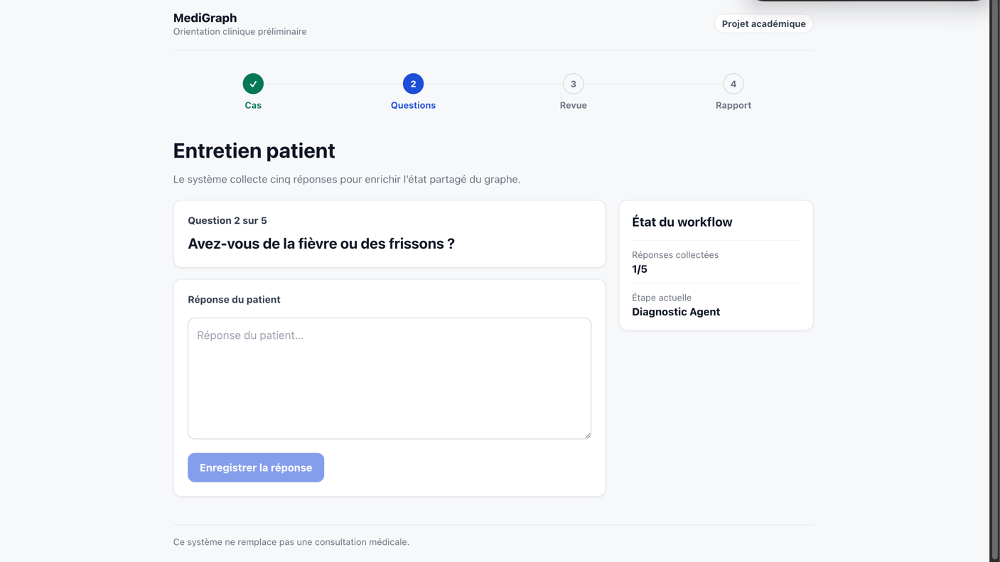 MediGraph
Orientation clinique préliminaire
Projet académique
2
3
4
Cas
Questions
Revue
Rapport
Entretien patient
Le système collecte cinq réponses pour enrichir l’état partagé du graphe.
Question 2 sur 5
Avez-vous de la fièvre ou des frissons ?
Réponse du patient
Réponse du patient...
Enregistrer la réponse
État du workflow
Réponses collectées
1/5
Étape actuelle
Diagnostic Agent
Ce système ne remplace pas une consultation médicale.